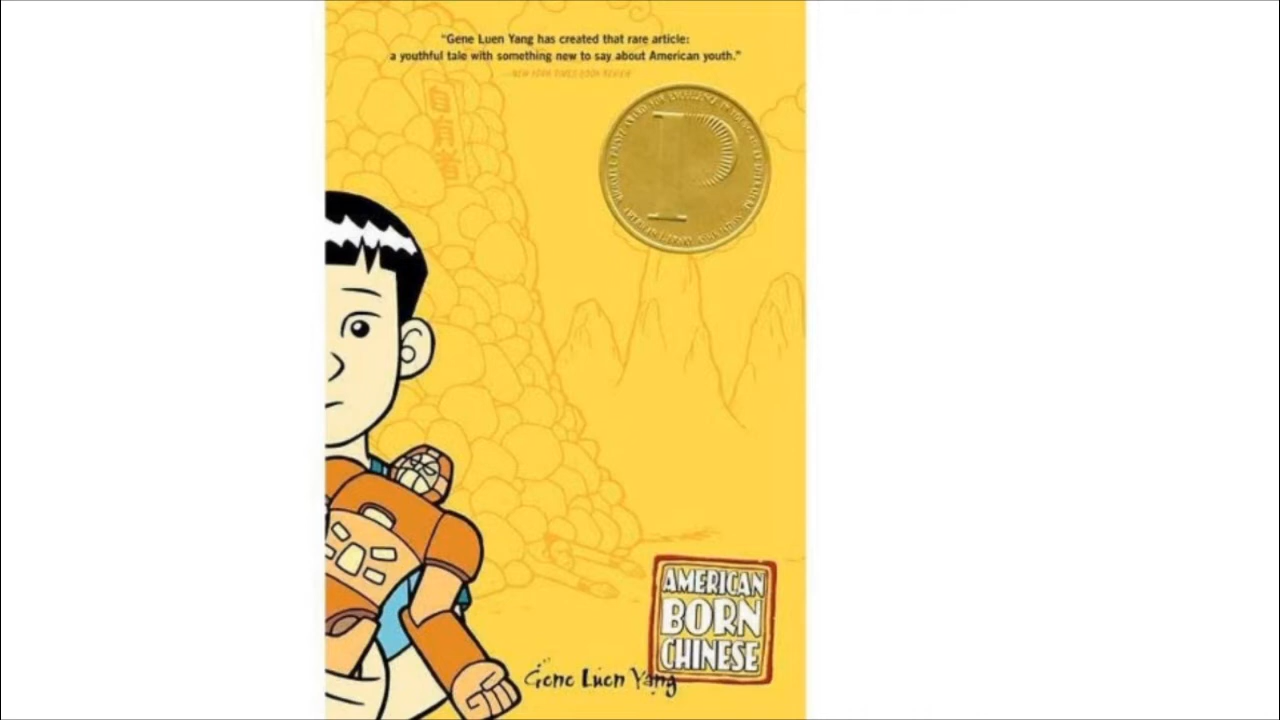 "Gene Luen Yang has created that rare article:
a youthful tale with something new to say about American youth."
—NEW YORK TIMES BOOK REVIEW
自有者
P
AMERICAN
BORN
CHINESE
Gene Luen Yang